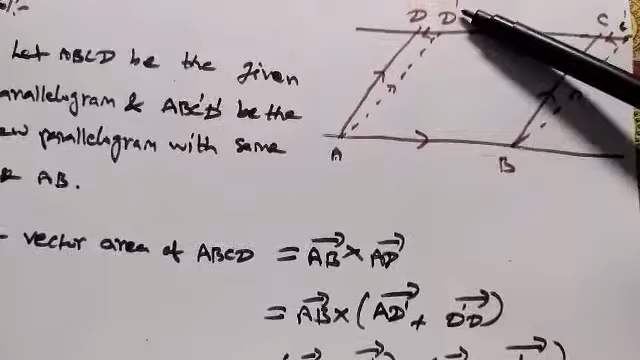 D D' C
Let ABCD be the given
parallelogram & ABC'D' be the
new parallelogram with same
AB.
A B
vector area of ABCD = AB × AD
= AB × (AD' + D'D)